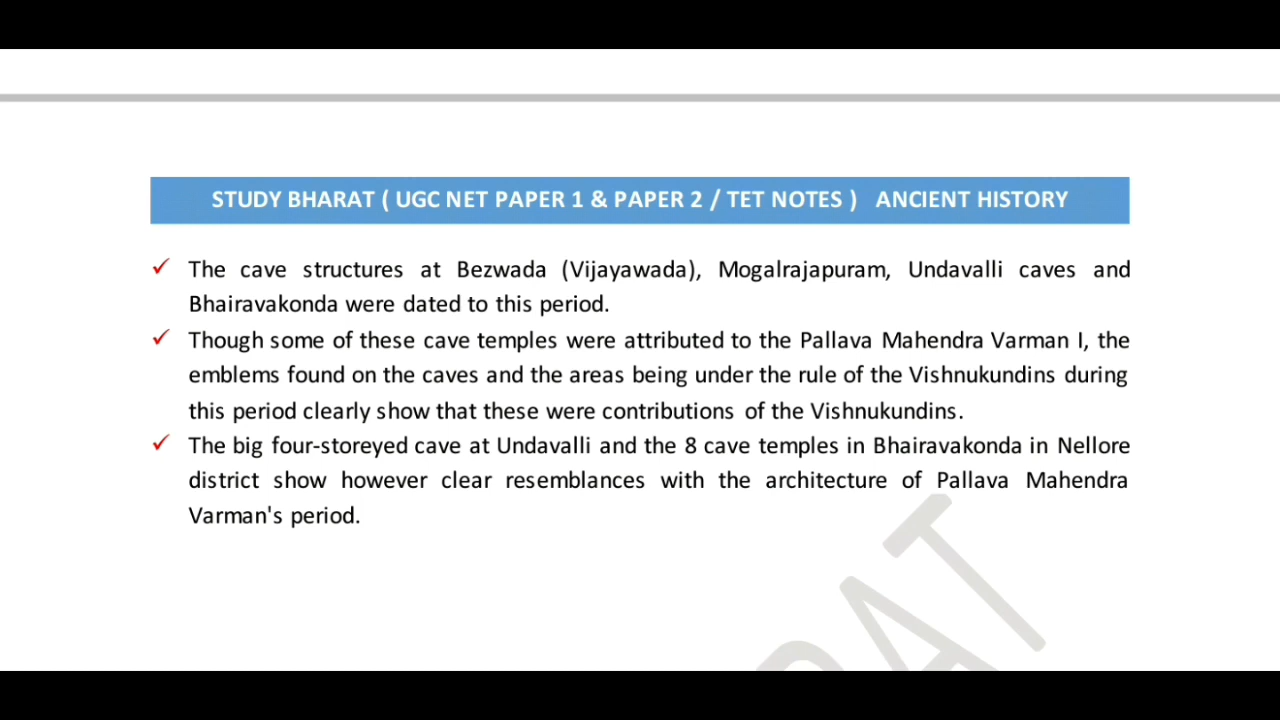 STUDY BHARAT ( UGC NET PAPER 1 & PAPER 2 / TET NOTES ) ANCIENT HISTORY
✓ The cave structures at Bezwada (Vijayawada), Mogalrajapuram, Undavalli caves and
Bhairavakonda were dated to this period.
✓ Though some of these cave temples were attributed to the Pallava Mahendra Varman I, the
emblems found on the caves and the areas being under the rule of the Vishnukundins during
this period clearly show that these were contributions of the Vishnukundins.
✓ The big four-storeyed cave at Undavalli and the 8 cave temples in Bhairavakonda in Nellore
district show however clear resemblances with the architecture of Pallava Mahendra
Varman's period.